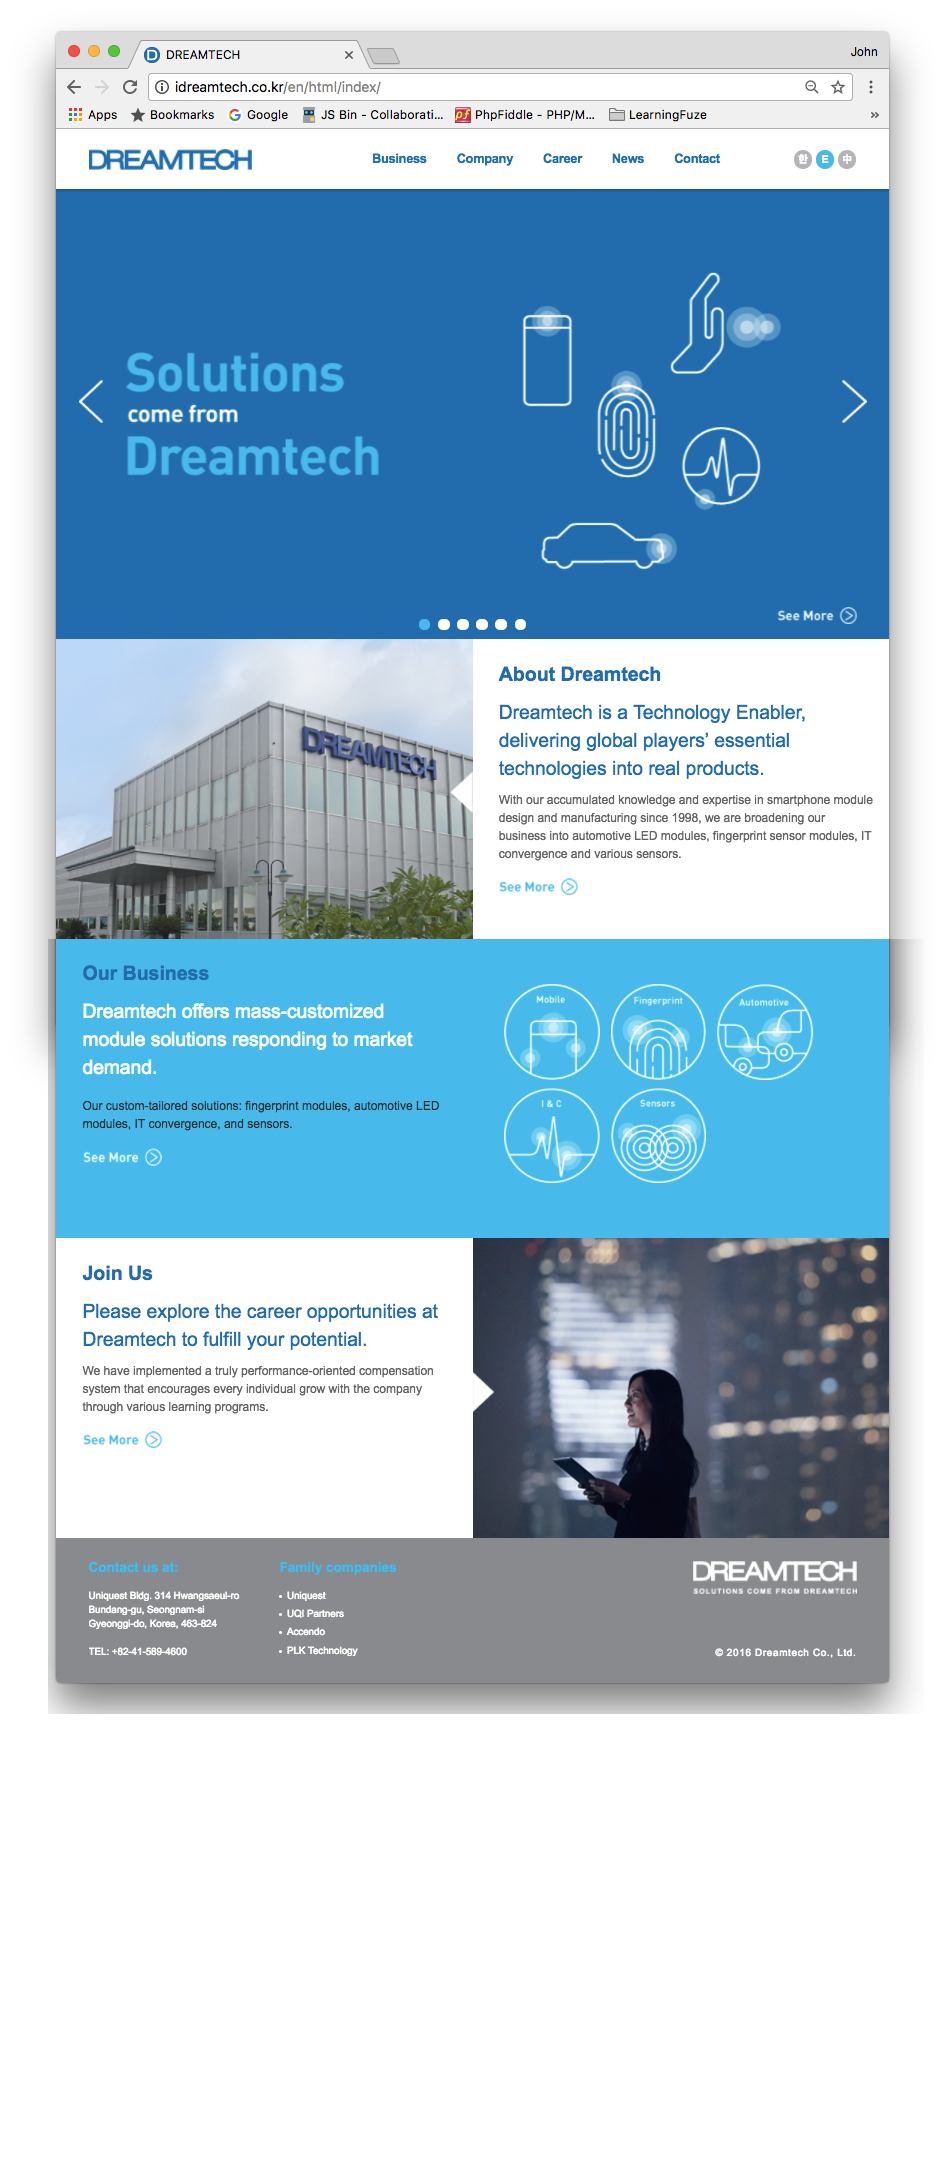 DREAMTECH
John
idreamtech.co.kr/en/html/index/
Apps Bookmarks Google JS Bin - Collaborati... PhpFiddle - PHP/M... LearningFuze »
DREAMTECH Business Company Career News Contact 한 E 中
Solutions
come from
Dreamtech
See More
DREAMTECH
About Dreamtech
Dreamtech is a Technology Enabler,
delivering global players’ essential
technologies into real products.
With our accumulated knowledge and expertise in smartphone module
design and manufacturing since 1998, we are broadening our
business into automotive LED modules, fingerprint sensor modules, IT
convergence and various sensors.
See More
Our Business
Dreamtech offers mass-customized
module solutions responding to market
demand.
Our custom-tailored solutions: fingerprint modules, automotive LED
modules, IT convergence, and sensors.
See More
Mobile Fingerprint Automotive
I & C Sensors
Join Us
Please explore the career opportunities at
Dreamtech to fulfill your potential.
We have implemented a truly performance-oriented compensation
system that encourages every individual grow with the company
through various learning programs.
See More
Contact us at:
Uniquest Bldg. 314 Hwangsaeul-ro
Bundang-gu, Seongnam-si
Gyeonggi-do, Korea, 463-824
TEL: +82-41-589-4600
Family companies
• Uniquest
• UQI Partners
• Accendo
• PLK Technology
DREAMTECH
SOLUTIONS COME FROM DREAMTECH
© 2016 Dreamtech Co., Ltd.